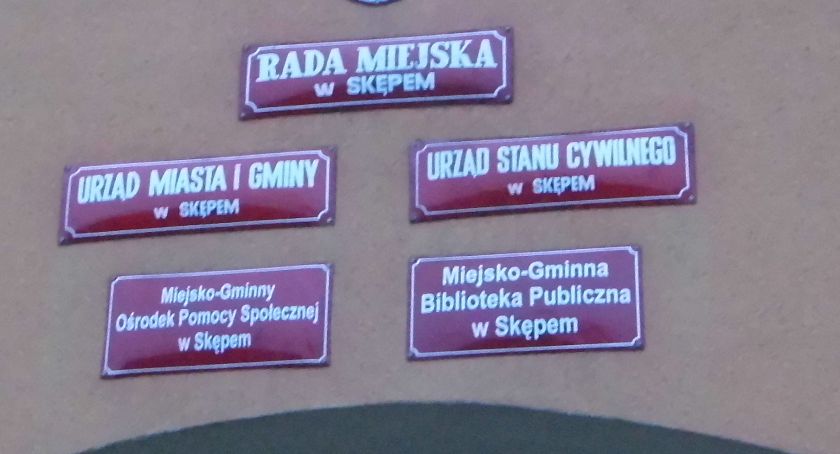 RADA MIEJSKA
W SKĘPEM
URZĄD MIASTA I GMINY
W SKĘPEM
URZĄD STANU CYWILNEGO
W SKĘPEM
Miejsko-Gminny
Ośrodek Pomocy Społecznej
w Skępem
Miejsko-Gminna
Biblioteka Publiczna
w Skępem